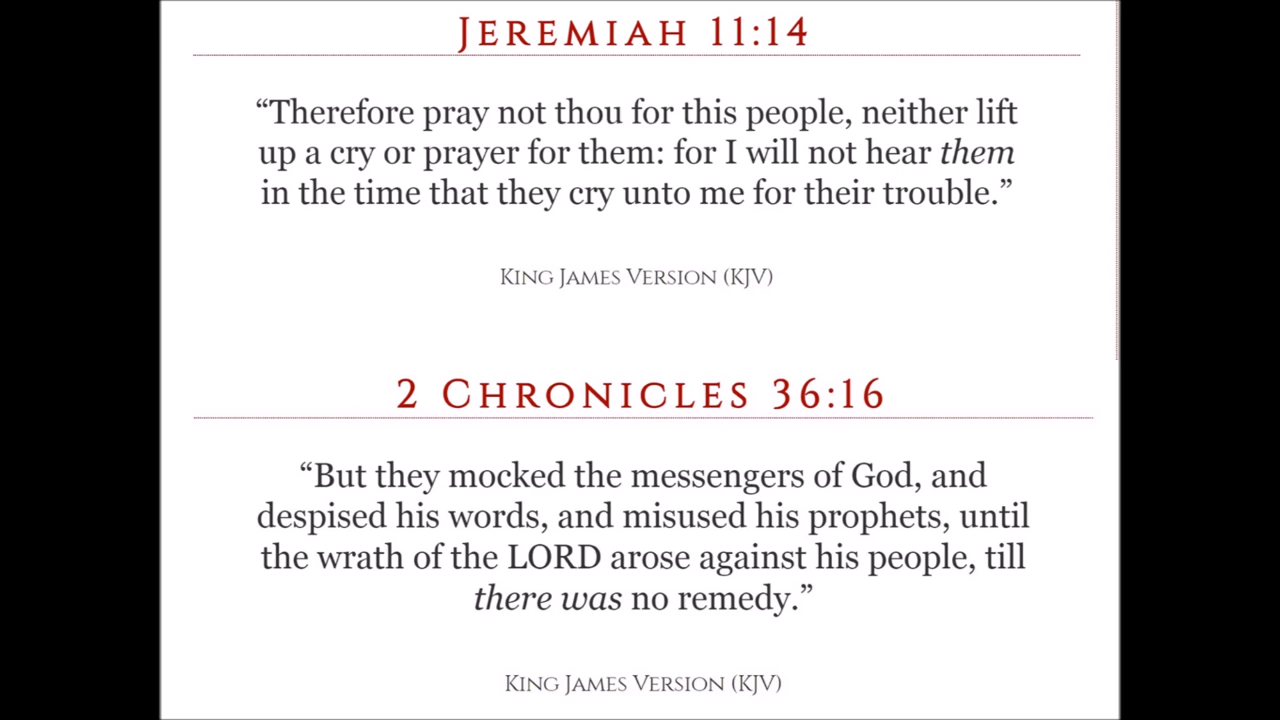 JEREMIAH 11:14
“Therefore pray not thou for this people, neither lift
up a cry or prayer for them: for I will not hear them
in the time that they cry unto me for their trouble.”
KING JAMES VERSION (KJV)
2 CHRONICLES 36:16
“But they mocked the messengers of God, and
despised his words, and misused his prophets, until
the wrath of the LORD arose against his people, till
there was no remedy.”
KING JAMES VERSION (KJV)